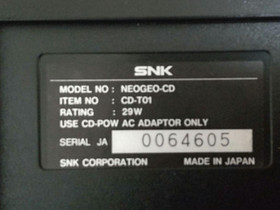 SNK
MODEL NO : NEOGEO-CD
ITEM NO : CD-T01
RATING : 29W
USE CD-POW AC ADAPTOR ONLY
SERIAL JA 0064605
SNK CORPORATION MADE IN JAPAN